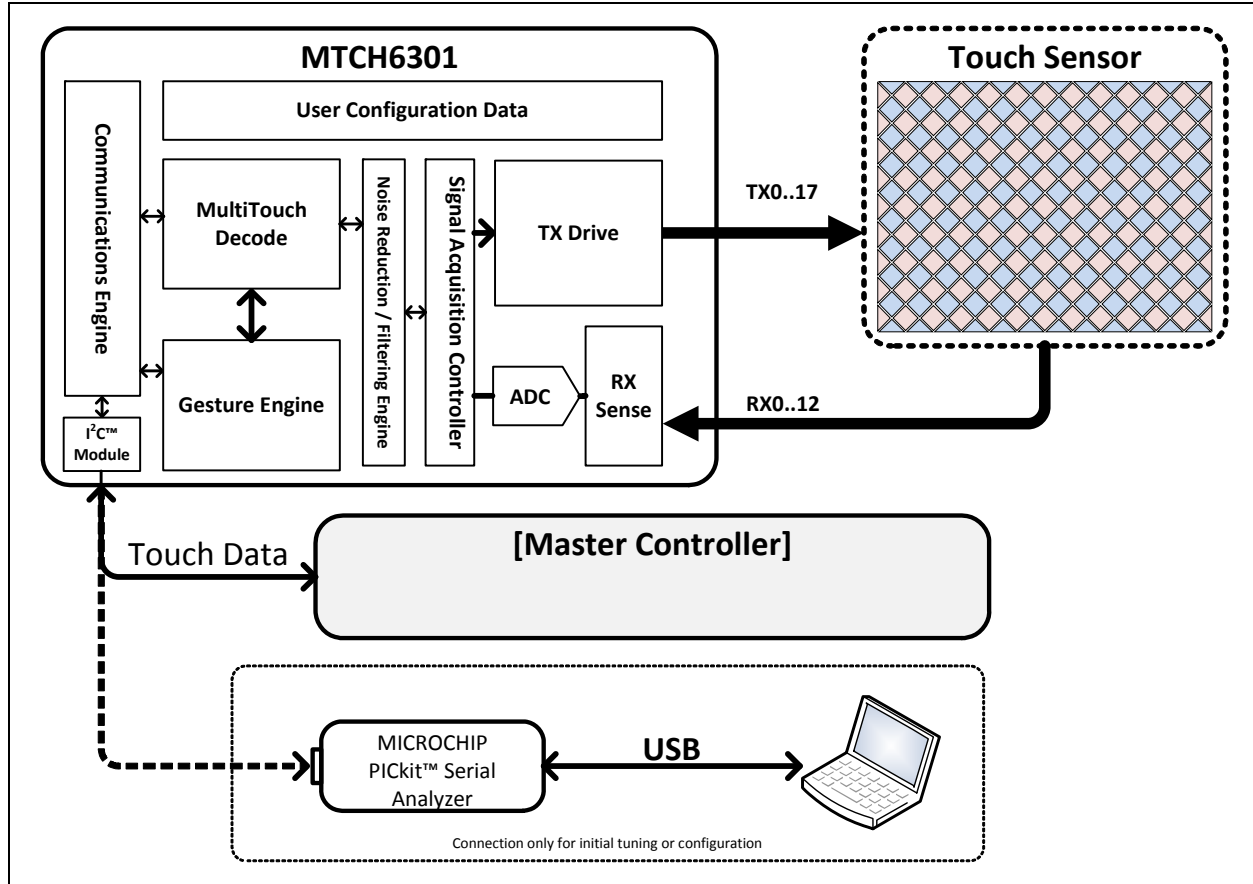 MTCH6301
User Configuration Data
Communications Engine
MultiTouch
Decode
Gesture Engine
I²C™
Module
Noise Reduction / Filtering Engine
Signal Acquisition Controller
TX Drive
ADC
RX
Sense
TX0..17
RX0..12
Touch Sensor
Touch Data
[Master Controller]
MICROCHIP
PICkit™ Serial
Analyzer
USB
Connection only for initial tuning or configuration